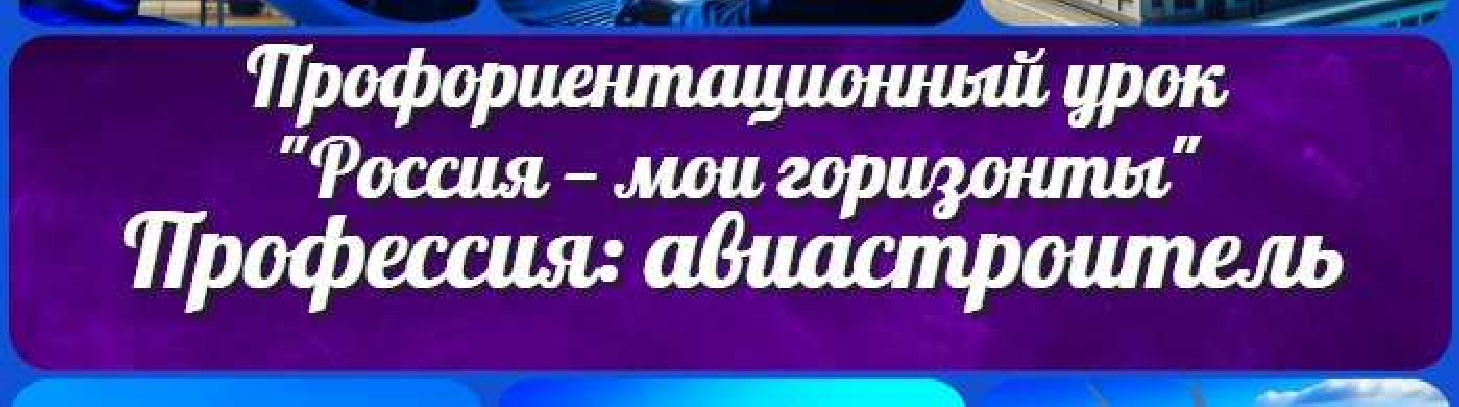 Профориентационный урок
"Россия – мои горизонты"
Профессия: авиастроитель